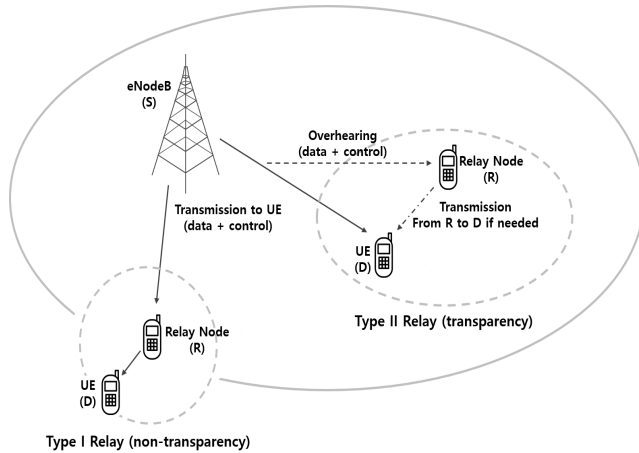 eNodeB
(S)
Overhearing
(data + control)
Relay Node
(R)
Transmission to UE
(data + control)
Transmission
From R to D if needed
UE
(D)
Type II Relay (transparency)
Relay Node
(R)
UE
(D)
Type I Relay (non-transparency)